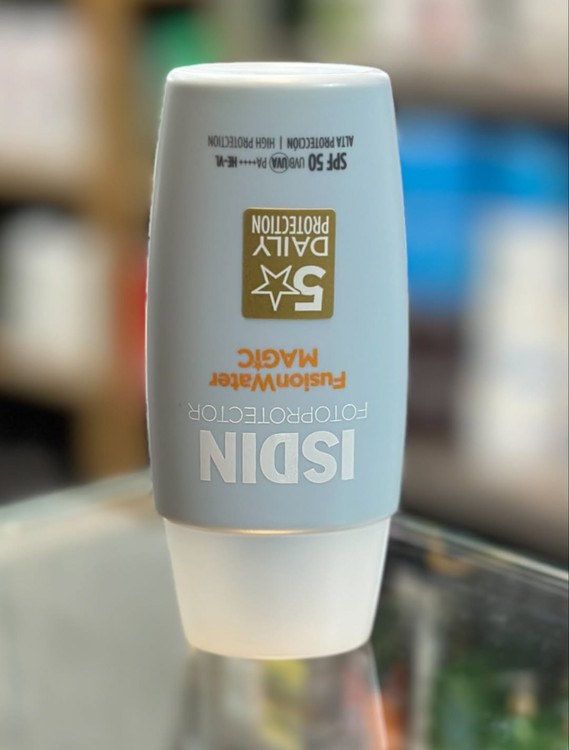 ISDIN
FOTOPROTECTOR
FusionWater
MAGIC
5☆
DAILY
PROTECTION
SPF 50 UVB UVA PA++++ HE-VL
ALTA PROTECCIÓN | HIGH PROTECTION